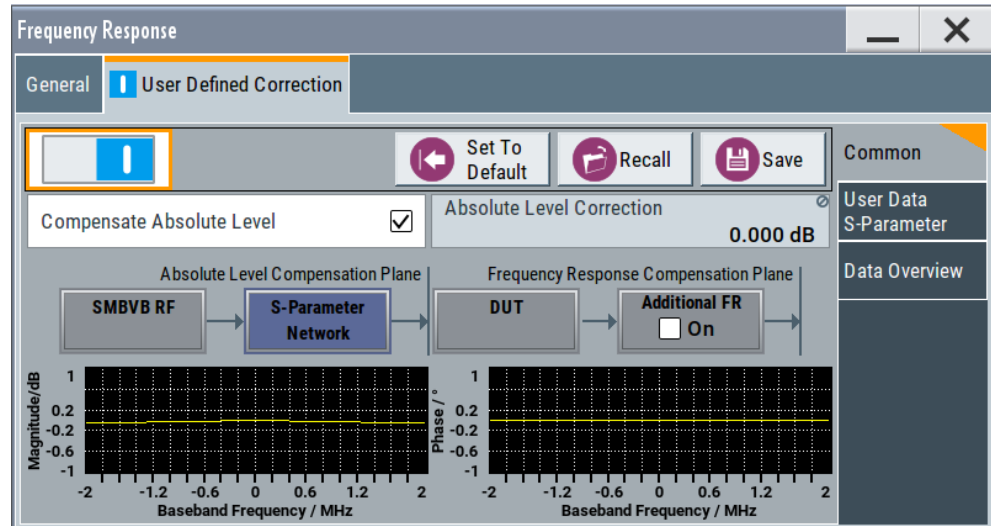 Frequency Response
General
User Defined Correction
Set To
Default
Recall
Save
Common
Compensate Absolute Level
Absolute Level Correction
0.000 dB
User Data
S-Parameter
Data Overview
Absolute Level Compensation Plane
Frequency Response Compensation Plane
SMBVB RF
S-Parameter
Network
DUT
Additional FR
On
Magnitude/dB
1
0.2
-0.2
-0.6
-1
-2 -1.2 -0.6 0 0.6 1.2 2
Baseband Frequency / MHz
Phase / °
1
0.2
-0.2
-0.6
-1
-2 -1.2 -0.6 0 0.6 1.2 2
Baseband Frequency / MHz